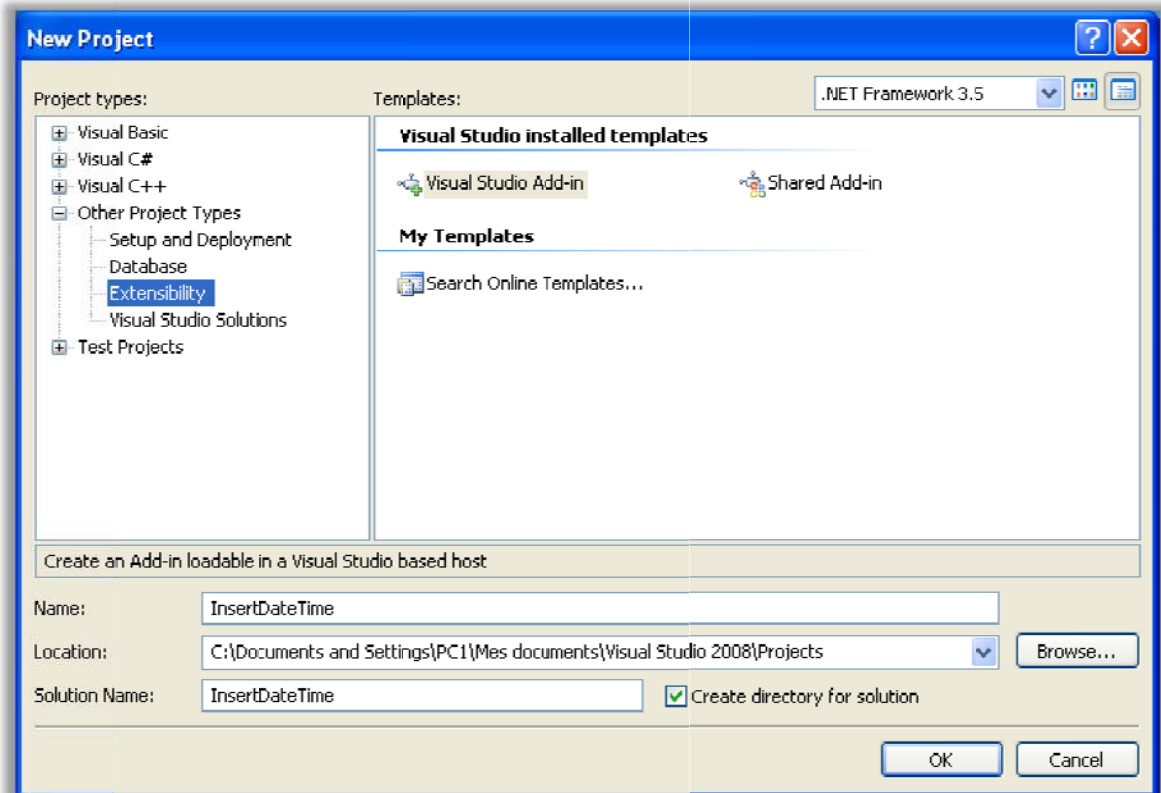 New Project
Project types:
Templates:
.NET Framework 3.5
Visual Basic
Visual C#
Visual C++
Other Project Types
Setup and Deployment
Database
Extensibility
Visual Studio Solutions
Test Projects
Visual Studio installed templates
Visual Studio Add-in
Shared Add-in
My Templates
Search Online Templates...
Create an Add-in loadable in a Visual Studio based host
Name:
InsertDateTime
Location:
C:\Documents and Settings\PC1\Mes documents\Visual Studio 2008\Projects
Browse...
Solution Name:
InsertDateTime
Create directory for solution
OK
Cancel